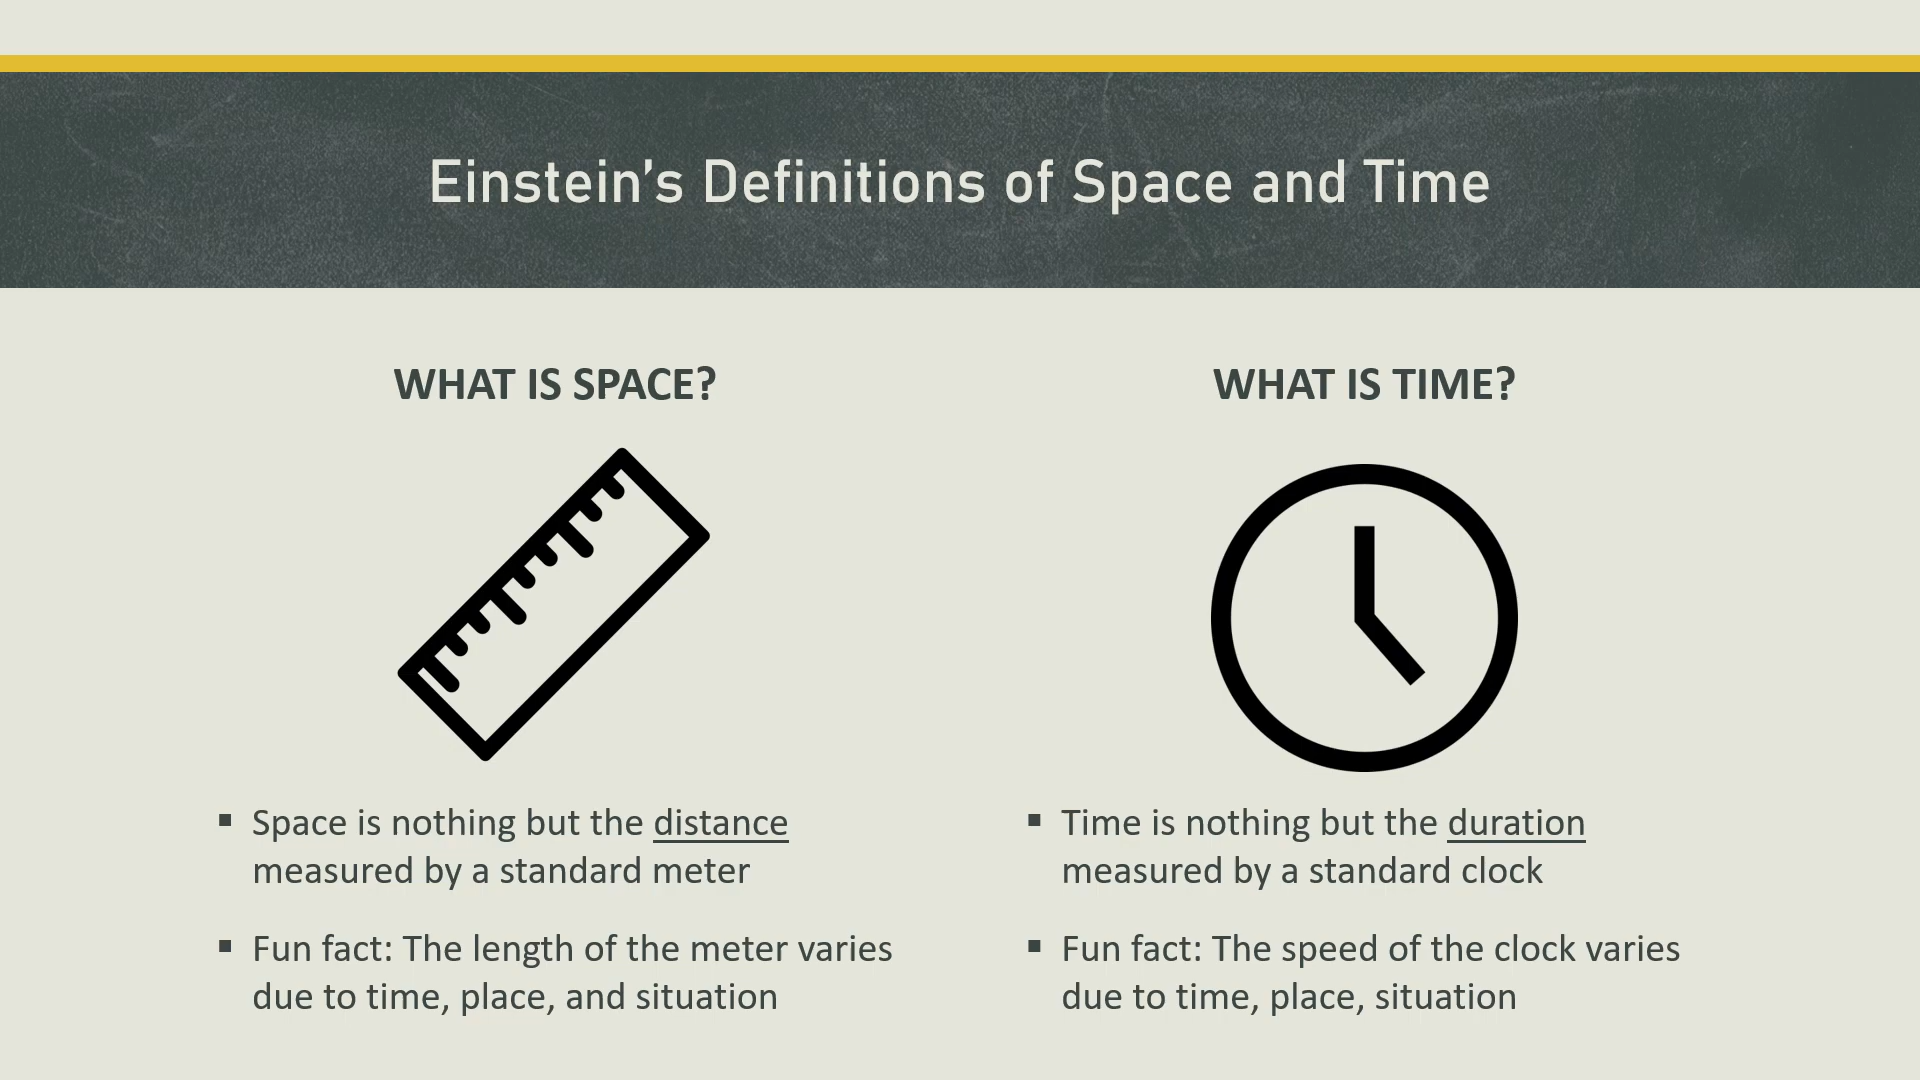 Einstein’s Definitions of Space and Time
WHAT IS SPACE?
▪ Space is nothing but the distance
measured by a standard meter
▪ Fun fact: The length of the meter varies
due to time, place, and situation
WHAT IS TIME?
▪ Time is nothing but the duration
measured by a standard clock
▪ Fun fact: The speed of the clock varies
due to time, place, situation